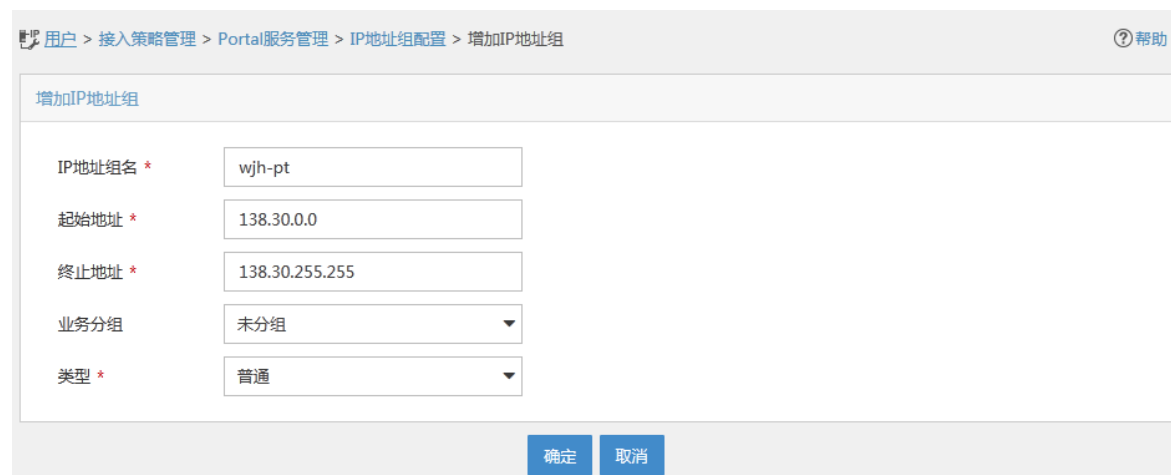 用户 > 接入策略管理 > Portal服务管理 > IP地址组配置 > 增加IP地址组 ?帮助
增加IP地址组
IP地址组名 * wjh-pt
起始地址 * 138.30.0.0
终止地址 * 138.30.255.255
业务分组 未分组
类型 * 普通
确定 取消